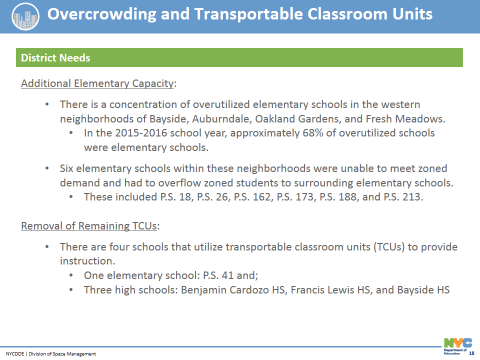 Overcrowding and Transportable Classroom Units
District Needs
Additional Elementary Capacity:
• There is a concentration of overutilized elementary schools in the western
neighborhoods of Bayside, Auburndale, Oakland Gardens, and Fresh Meadows.
• In the 2015-2016 school year, approximately 68% of overutilized schools
were elementary schools.
• Six elementary schools within these neighborhoods were unable to meet zoned
demand and had to overflow zoned students to surrounding elementary schools.
• These included P.S. 18, P.S. 26, P.S. 162, P.S. 173, P.S. 188, and P.S. 213.
Removal of Remaining TCUs:
• There are four schools that utilize transportable classroom units (TCUs) to provide
instruction.
• One elementary school: P.S. 41 and;
• Three high schools: Benjamin Cardozo HS, Francis Lewis HS, and Bayside HS
NYCDOE | Division of Space Management
NYC
Department of
Education
18